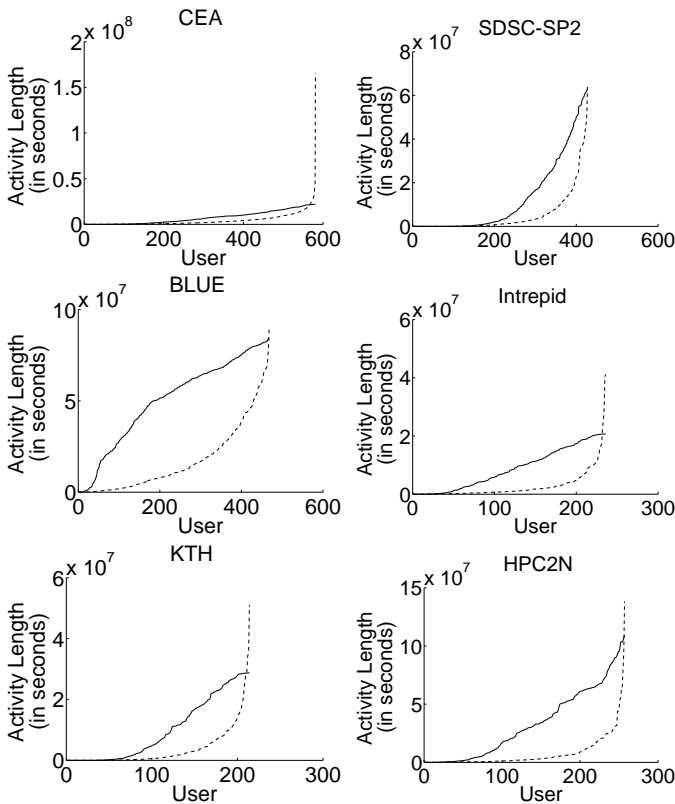 CEA
x 10^8
2
1.5
1
0.5
0
0 200 400 600
Activity Length
(in seconds)
User
SDSC-SP2
x 10^7
8
6
4
2
0
0 200 400 600
Activity Length
(in seconds)
User
BLUE
x 10^7
10
5
0
0 200 400 600
Activity Length
(in seconds)
User
Intrepid
x 10^7
6
4
2
0
0 100 200 300
Activity Length
(in seconds)
User
KTH
x 10^7
6
4
2
0
0 100 200 300
Activity Length
(in seconds)
User
HPC2N
x 10^7
15
10
5
0
0 100 200 300
Activity Length
(in seconds)
User